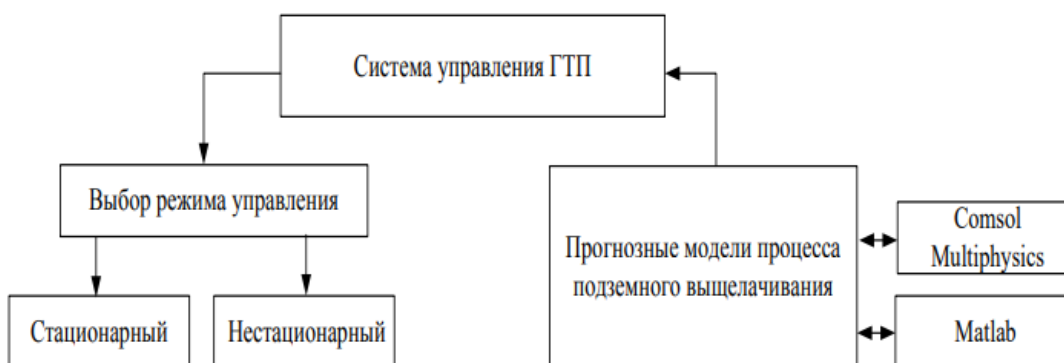 Система управления ГТП
Выбор режима управления
Прогнозные модели процесса
подземного выщелачивания
Comsol
Multiphysics
Стационарный
Нестационарный
Matlab